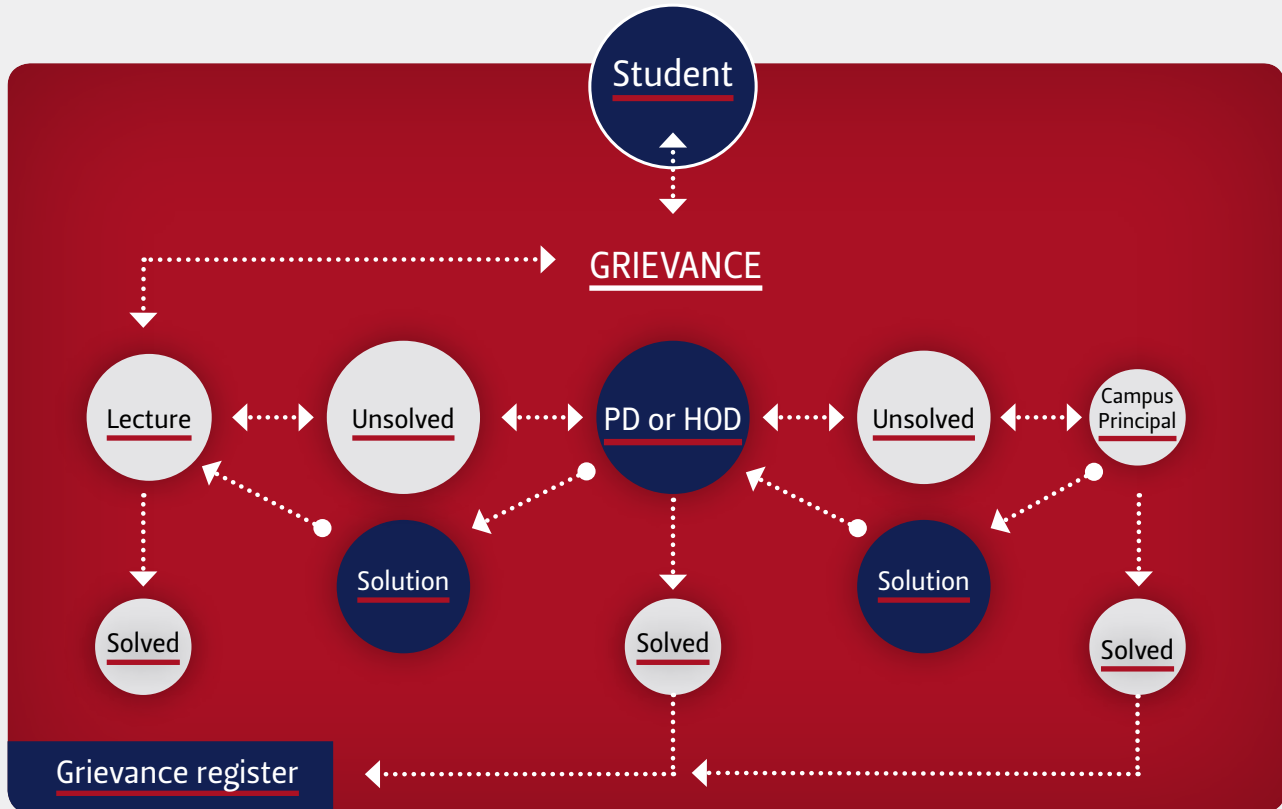 Student
GRIEVANCE
Lecture
Unsolved
PD or HOD
Unsolved
Campus
Principal
Solution
Solution
Solved
Solved
Solved
Grievance register